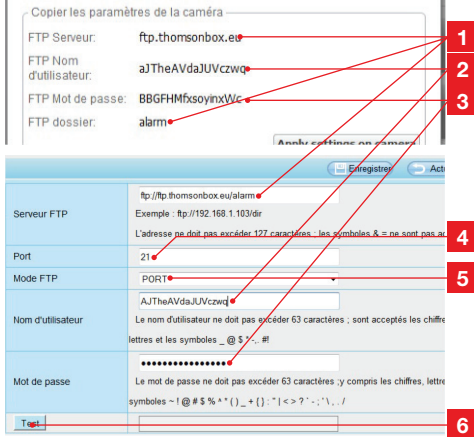 Copier les paramètres de la caméra
FTP Serveur: ftp.thomsonbox.eu
FTP Nom d'utilisateur: aJTheAVdaJUVczwq
FTP Mot de passe: BBGFHMfxsoyinxWc
FTP dossier: alarm
Apply settings on camera
1
2
3
Enregistrer
Actu
ftp://ftp.thomsonbox.eu/alarm
Serveur FTP
Exemple : ftp://192.168.1.103/dir
L'adresse ne doit pas excéder 127 caractères ; les symboles & = ne sont pas ac
Port 21
4
Mode FTP PORT
5
AJTheAVdaJUVczwq
Nom d'utilisateur
Le nom d'utilisateur ne doit pas excéder 63 caractères ; sont acceptés les chiffre
lettres et les symboles _ @ $ * -,. #!
••••••••••••••••
Mot de passe
Le mot de passe ne doit pas excéder 63 caractères ;y compris les chiffres, lettre
symboles ~ ! @ # $ % ^ * ( ) _ + { } : " | < > ? ` - ; ' \ , . /
Test
6